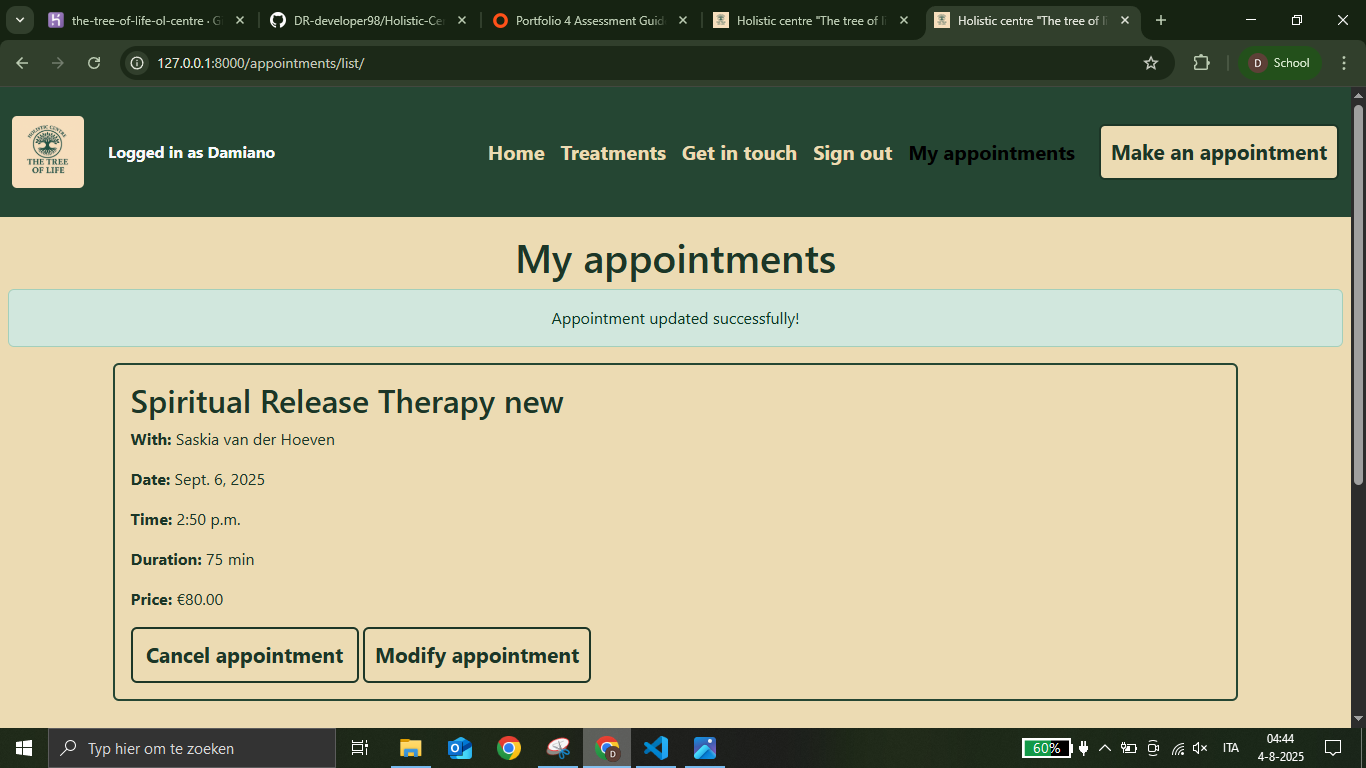 the-tree-of-life-ol-centre · G
DR-developer98/Holistic-Ce
Portfolio 4 Assessment Guid
Holistic centre "The tree of li
Holistic centre "The tree of li
127.0.0.1:8000/appointments/list/
D School
HOLISTIC CENTRE
THE TREE
OF LIFE
Logged in as Damiano
Home
Treatments
Get in touch
Sign out
My appointments
Make an appointment
My appointments
Appointment updated successfully!
Spiritual Release Therapy new
With: Saskia van der Hoeven
Date: Sept. 6, 2025
Time: 2:50 p.m.
Duration: 75 min
Price: €80.00
Cancel appointment
Modify appointment
Typ hier om te zoeken
60%
ITA
04:44
4-8-2025